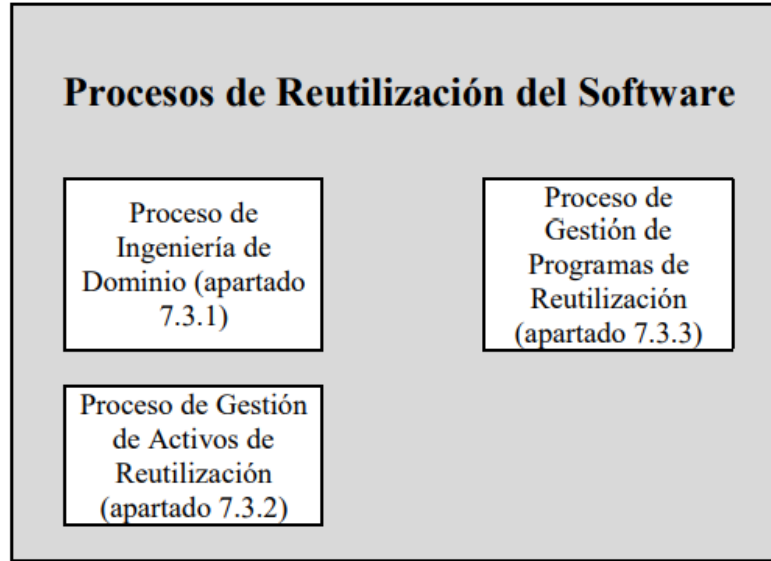 Procesos de Reutilización del Software
Proceso de
Ingeniería de
Dominio (apartado
7.3.1)
Proceso de
Gestión de
Programas de
Reutilización
(apartado 7.3.3)
Proceso de Gestión
de Activos de
Reutilización
(apartado 7.3.2)